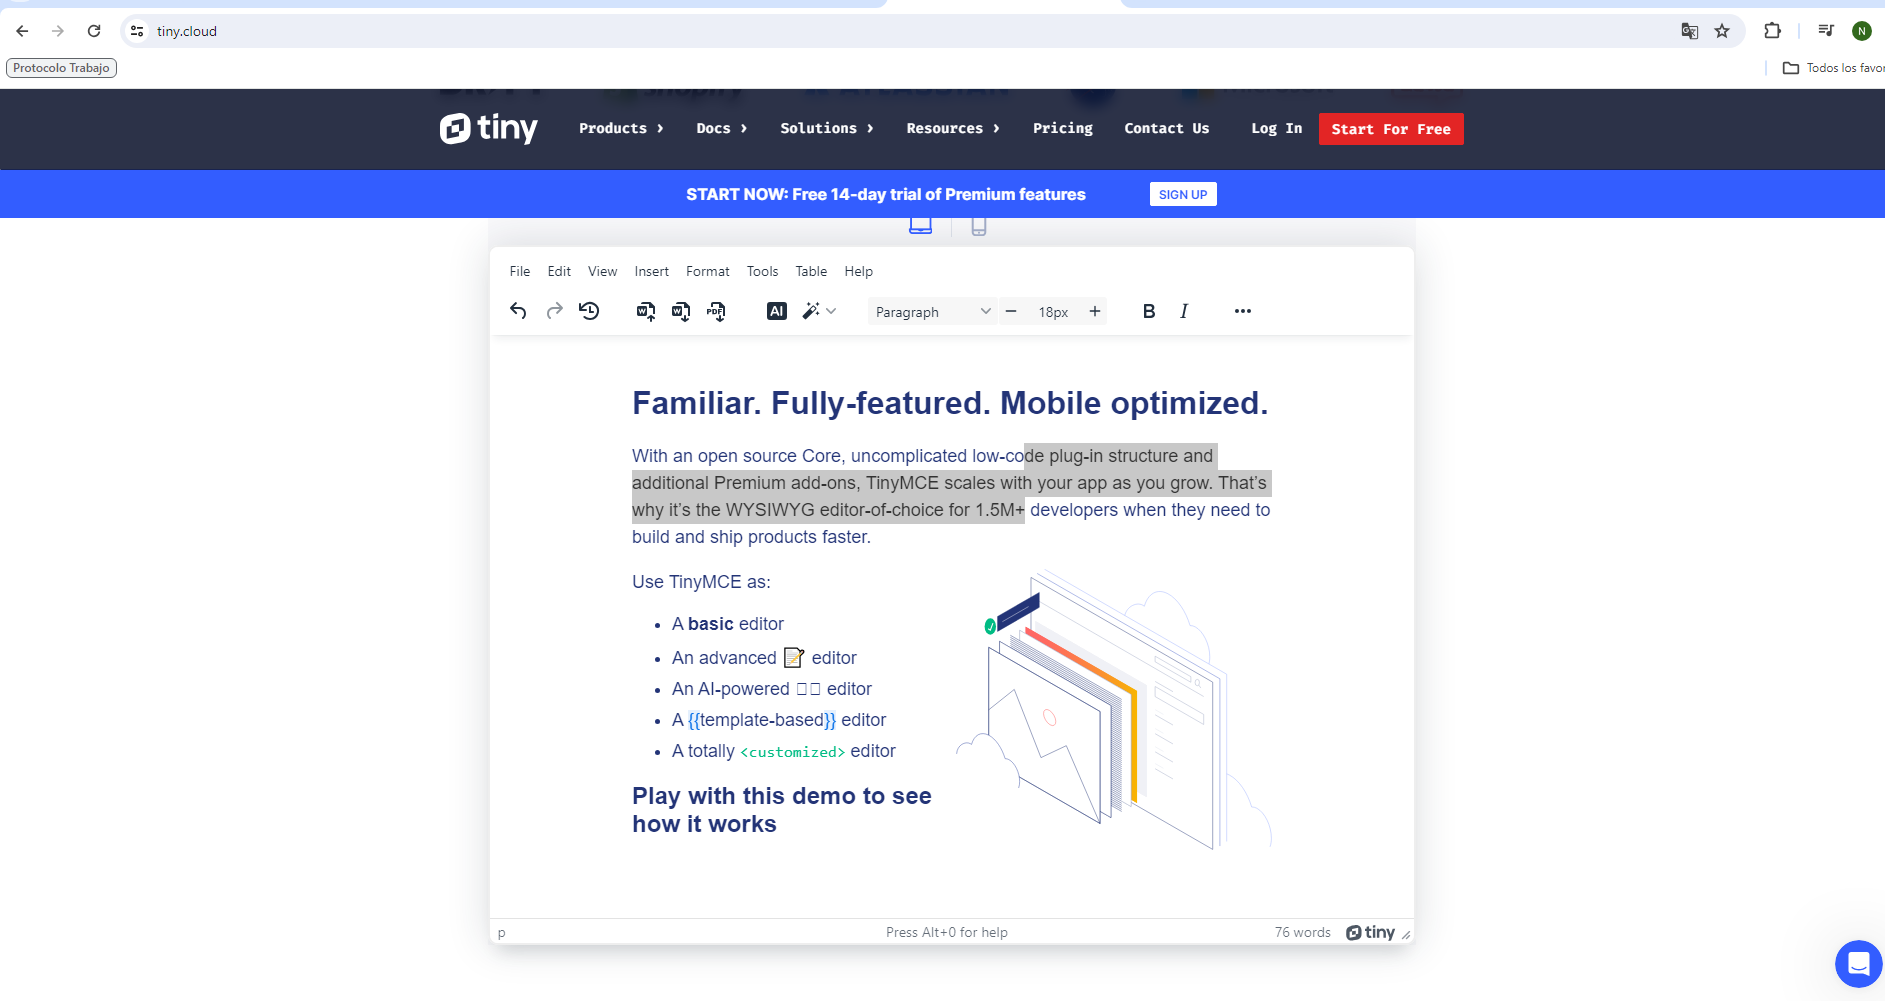 tiny.cloud
N
Protocolo Trabajo
Todos los favor
tiny
Products
Docs
Solutions
Resources
Pricing
Contact Us
Log In
Start For Free
START NOW: Free 14-day trial of Premium features
SIGN UP
File Edit View Insert Format Tools Table Help
W W PDF AI Paragraph 18px B I
Familiar. Fully-featured. Mobile optimized.
With an open source Core, uncomplicated low-code plug-in structure and
additional Premium add-ons, TinyMCE scales with your app as you grow. That’s
why it’s the WYSIWYG editor-of-choice for 1.5M+ developers when they need to
build and ship products faster.
Use TinyMCE as:
• A basic editor
• An advanced 📝 editor
• An AI-powered editor
• A {{template-based}} editor
• A totally <customized> editor
Play with this demo to see
how it works
p
Press Alt+0 for help
76 words
tiny